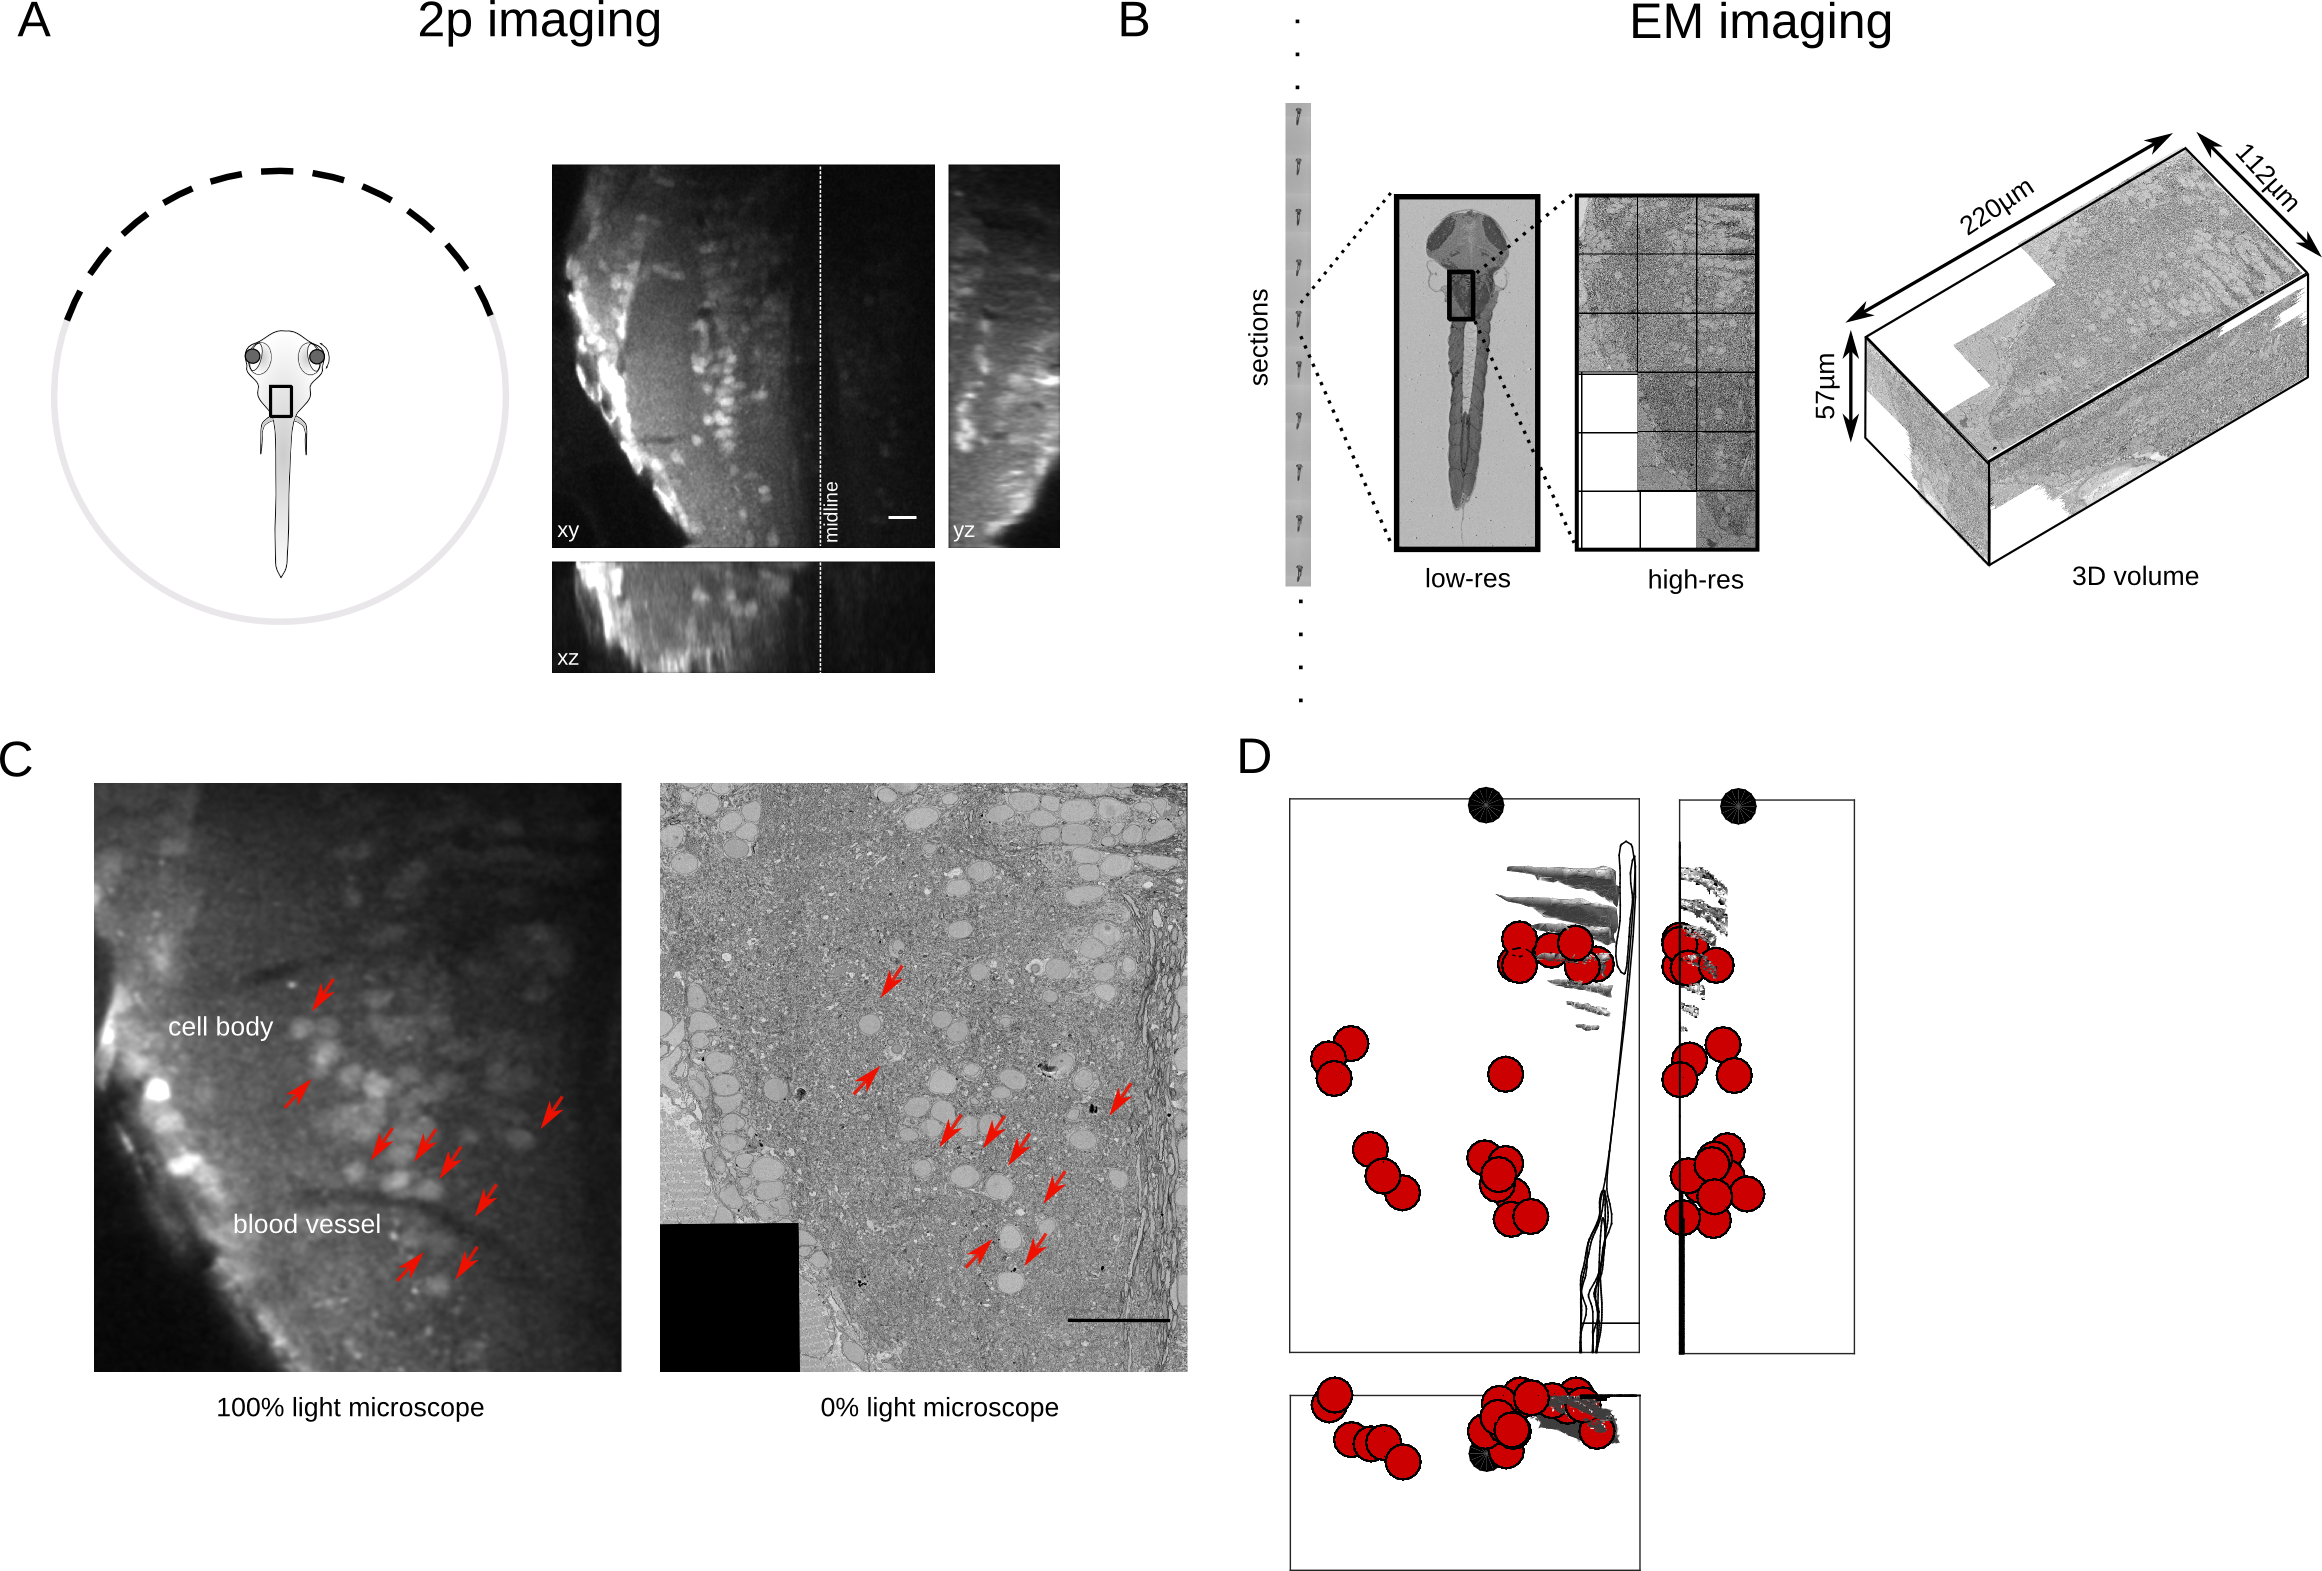 A
2p imaging
xy
midline
yz
xz
B
EM imaging
sections
low-res
high-res
220µm
112µm
57µm
3D volume
C
cell body
blood vessel
100% light microscope
0% light microscope
D